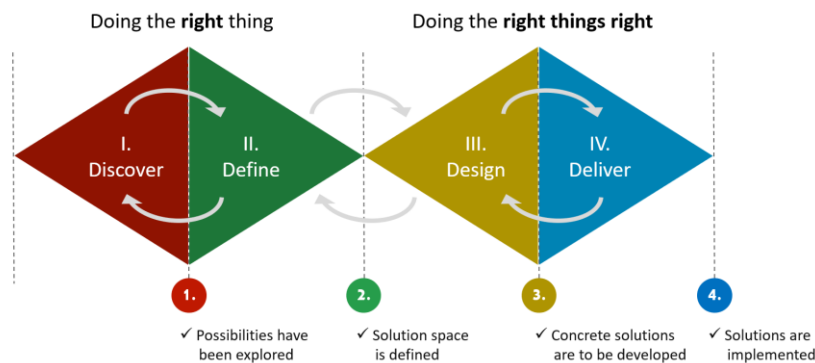 Doing the right thing
Doing the right things right
I.
Discover
II.
Define
III.
Design
IV.
Deliver
1.
2.
3.
4.
✓ Possibilities have
been explored
✓ Solution space
is defined
✓ Concrete solutions
are to be developed
✓ Solutions are
implemented